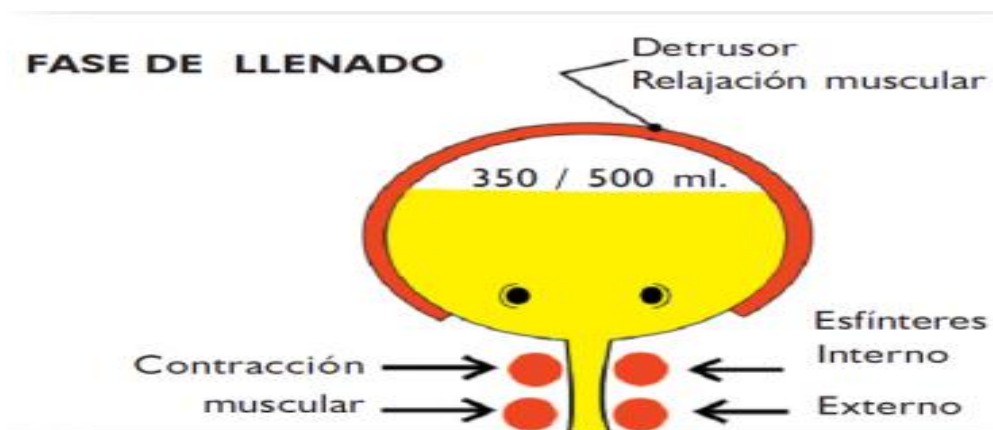 FASE DE LLENADO
Detrusor
Relajación muscular
350 / 500 ml.
Contracción
muscular
Esfínteres
Interno
Externo